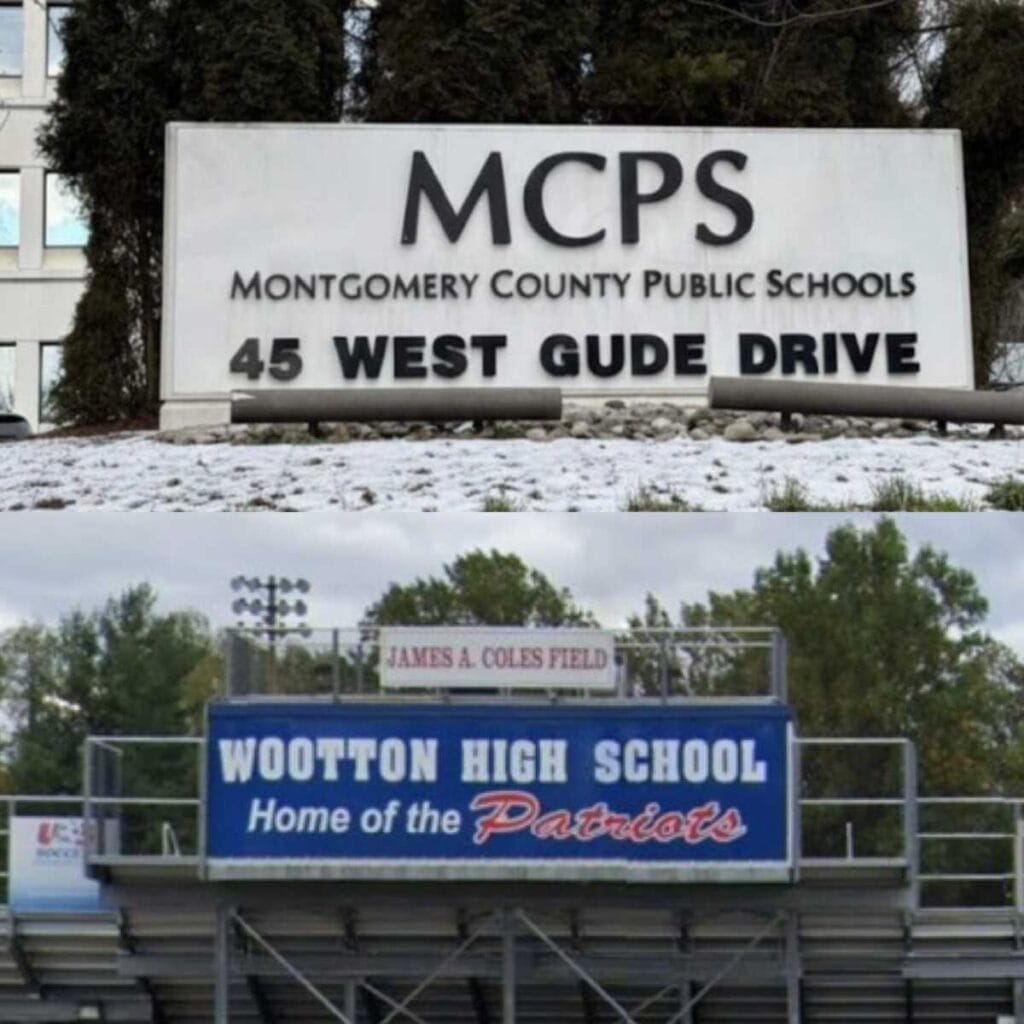 MCPS
MONTGOMERY COUNTY PUBLIC SCHOOLS
45 WEST GUDE DRIVE
JAMES A. COLES FIELD
WOOTTON HIGH SCHOOL
Home of the Patriots
SOCCER